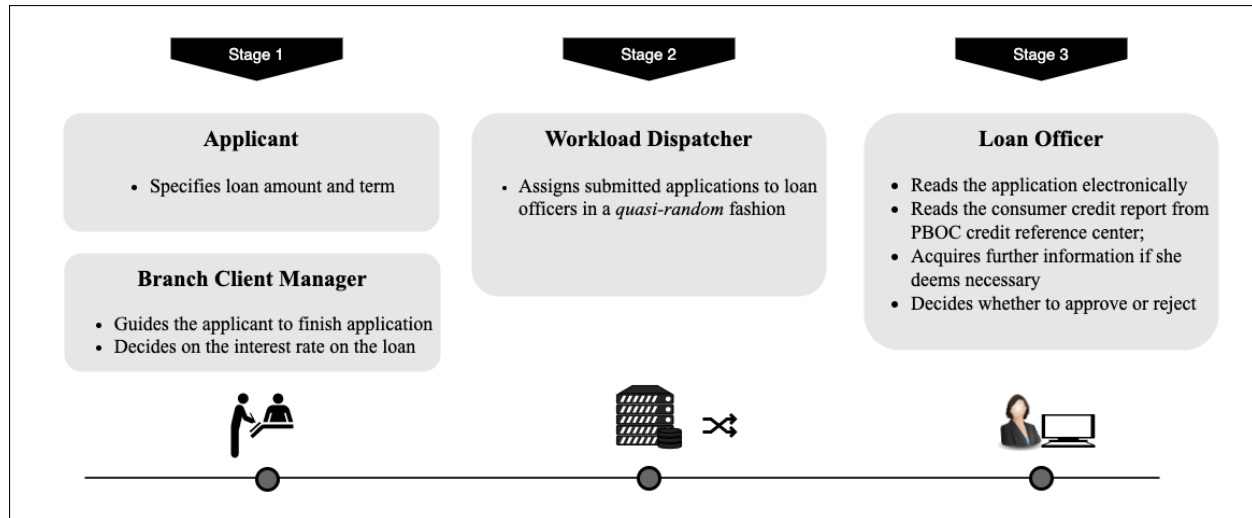 Stage 1
Applicant
• Specifies loan amount and term
Branch Client Manager
• Guides the applicant to finish application
• Decides on the interest rate on the loan
Stage 2
Workload Dispatcher
• Assigns submitted applications to loan
officers in a quasi-random fashion
Stage 3
Loan Officer
• Reads the application electronically
• Reads the consumer credit report from
PBOC credit reference center;
• Acquires further information if she
deems necessary
• Decides whether to approve or reject